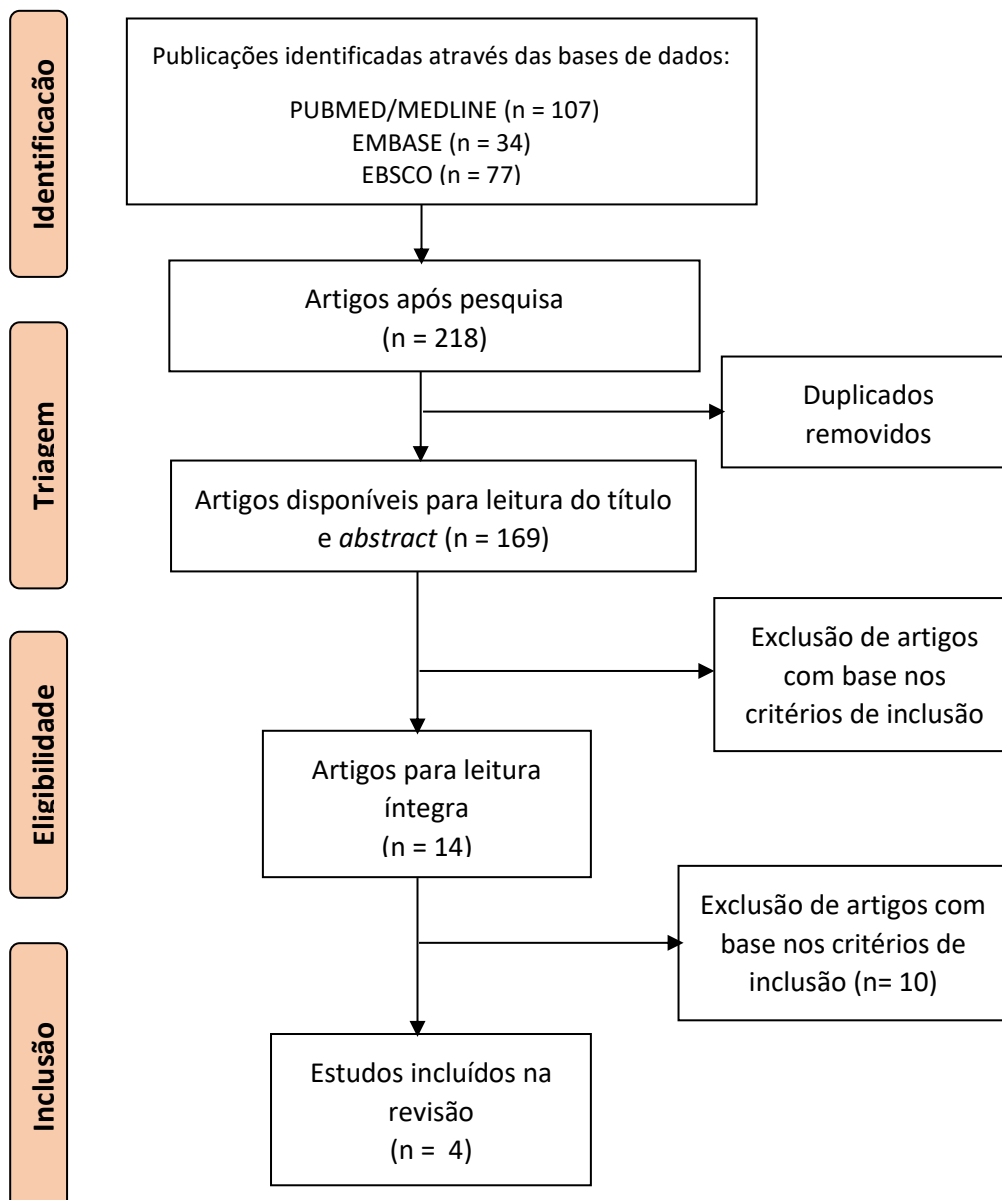 Identificação
Publicações identificadas através das bases de dados:
PUBMED/MEDLINE (n = 107)
EMBASE (n = 34)
EBSCO (n = 77)
Artigos após pesquisa
(n = 218)
Triagem
Duplicados
removidos
Artigos disponíveis para leitura do título
e abstract (n = 169)
Eligibilidade
Exclusão de artigos
com base nos
critérios de inclusão
Artigos para leitura
íntegra
(n = 14)
Exclusão de artigos com
base nos critérios de
inclusão (n= 10)
Inclusão
Estudos incluídos na
revisão
(n = 4)